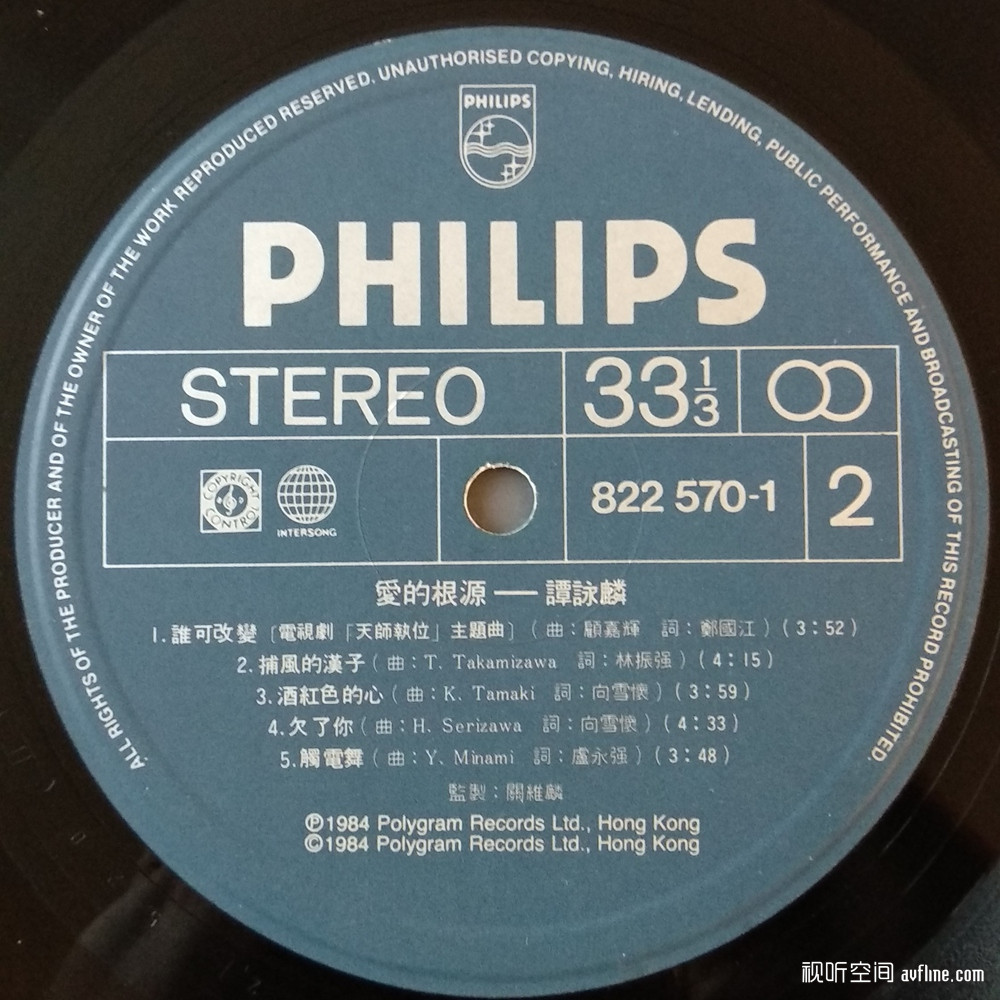 ALL RIGHTS OF THE PRODUCER AND OF THE OWNER OF THE WORK REPRODUCED RESERVED. UNAUTHORISED COPYING, HIRING, LENDING, PUBLIC PERFORMANCE AND BROADCASTING OF THIS RECORD PROHIBITED.
PHILIPS
PHILIPS
STEREO 33 1/3
COPYRIGHT CONTROL INTERSONG 822 570-1 2
愛的根源——譚詠麟
1.誰可改變〔電視劇「天師執位」主題曲〕(曲:顧嘉輝 詞:鄭國江)(3:52)
2.捕風的漢子(曲:T. Takamizawa 詞:林振强)(4:15)
3.酒紅色的心(曲:K. Tamaki 詞:向雪懷)(3:59)
4.欠了你(曲:H. Serizawa 詞:向雪懷)(4:33)
5.觸電舞(曲:Y. Minami 詞:盧永强)(3:48)
監製:關維麟
Ⓟ1984 Polygram Records Ltd., Hong Kong
©1984 Polygram Records Ltd., Hong Kong
视听空间 avfline.com